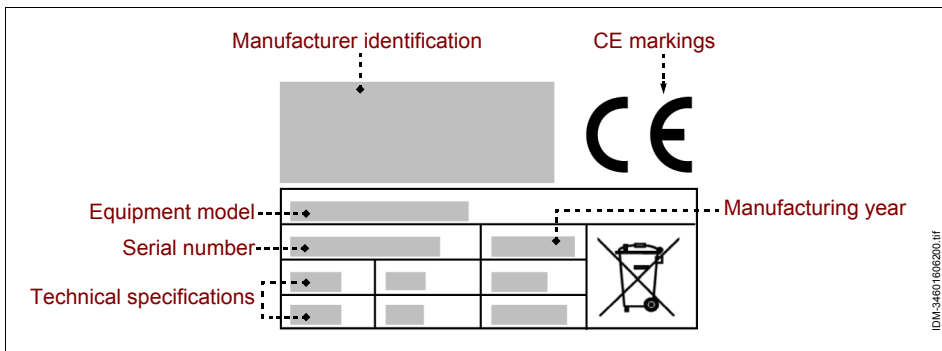 Manufacturer identification
CE markings
CE
Equipment model
Manufacturing year
Serial number
Technical specifications
IDM-34601606200.tif